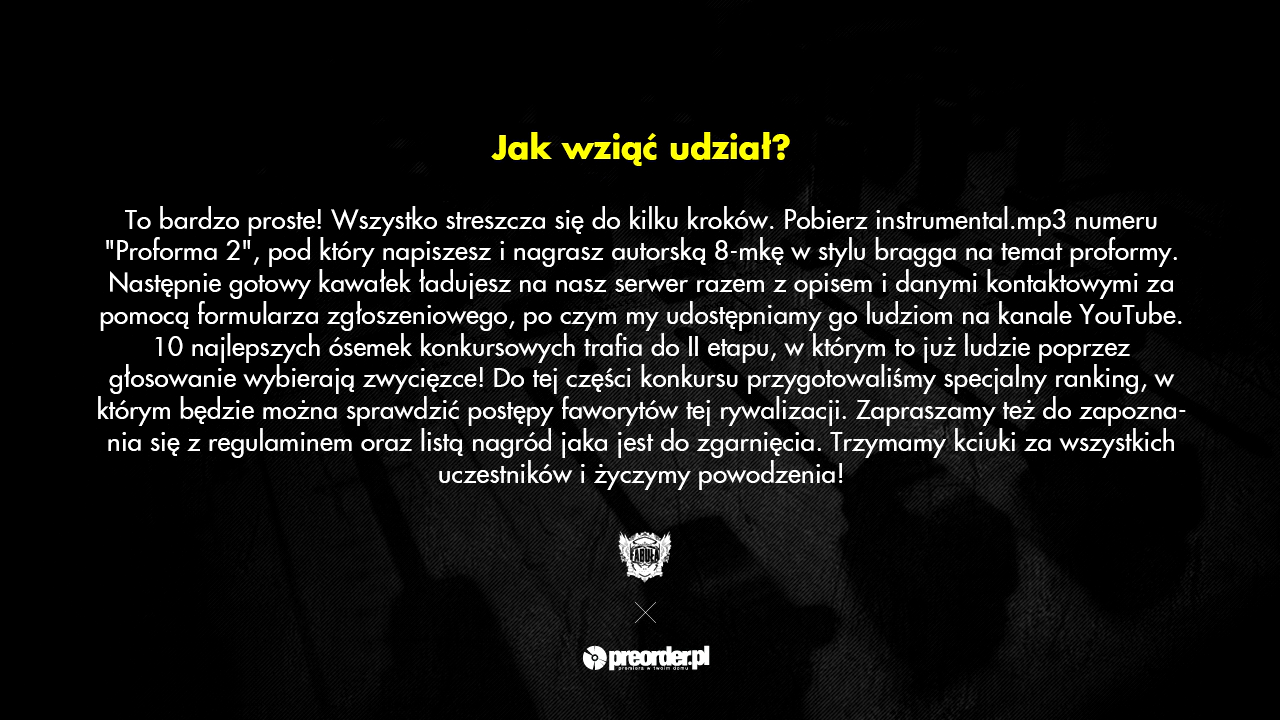 Jak wziąć udział?
To bardzo proste! Wszystko streszcza się do kilku kroków. Pobierz instrumental.mp3 numeru
"Proforma 2", pod który napiszesz i nagrasz autorską 8-mkę w stylu bragga na temat proformy.
Następnie gotowy kawałek ładujesz na nasz serwer razem z opisem i danymi kontaktowymi za
pomocą formularza zgłoszeniowego, po czym my udostępniamy go ludziom na kanale YouTube.
10 najlepszych ósemek konkursowych trafia do II etapu, w którym to już ludzie poprzez
głosowanie wybierają zwycięzce! Do tej części konkursu przygotowaliśmy specjalny ranking, w
którym będzie można sprawdzić postępy faworytów tej rywalizacji. Zapraszamy też do zapozna-
nia się z regulaminem oraz listą nagród jaka jest do zgarnięcia. Trzymamy kciuki za wszystkich
uczestników i życzymy powodzenia!
FABUŁA
preorder.pl
premiera w twoim domu